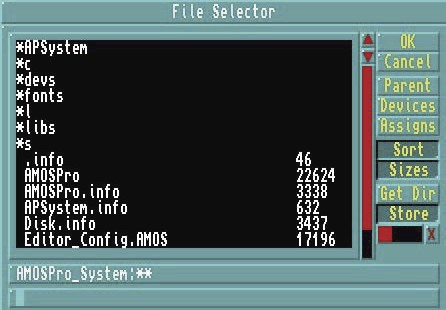 File Selector
*APSystem
*c
*devs
*fonts
*l
*libs
*s
.info 46
AMOSPro 22624
AMOSPro.info 3338
APSystem.info 632
Disk.info 3437
Editor_Config.AMOS 17196
OK
Cancel
Parent
Devices
Assigns
Sort
Sizes
Get Dir
Store
X
AMOSPro_System:**